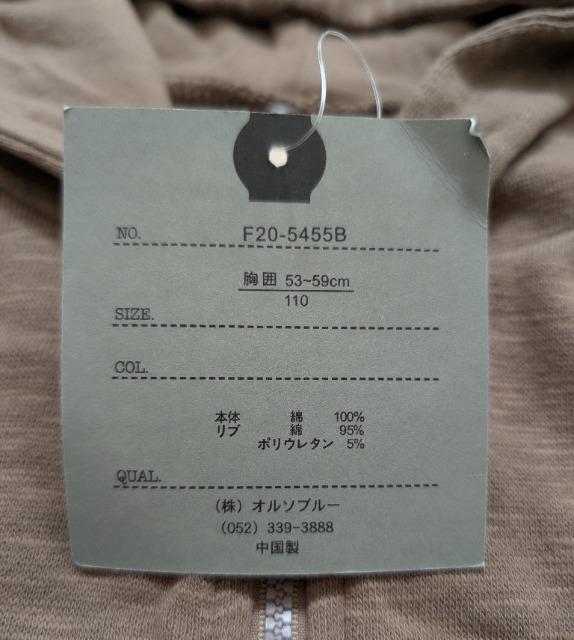 NO. F20-5455B
胸囲 53~59cm
110
SIZE.
COL.
本体 綿 100%
リブ 綿 95%
ポリウレタン 5%
QUAL.
(株) オルソブルー
(052) 339-3888
中国製